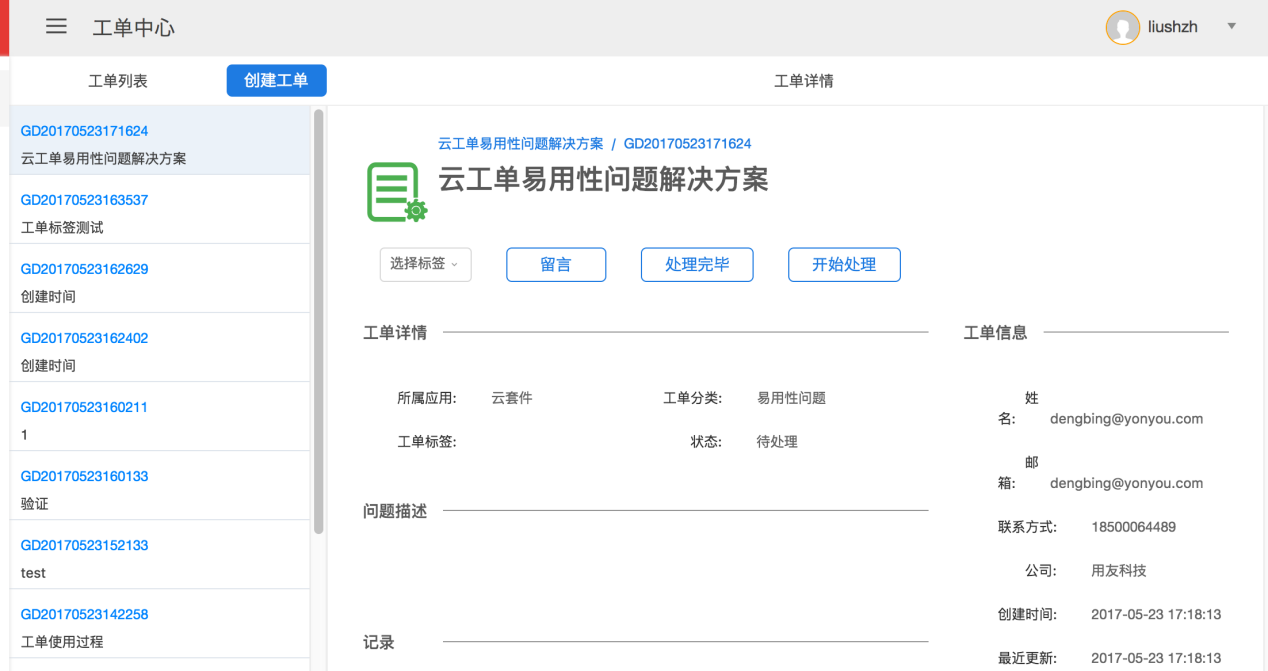 工单中心
liushzh
工单列表
创建工单
工单详情
GD20170523171624
云工单易用性问题解决方案
GD20170523163537
工单标签测试
GD20170523162629
创建时间
GD20170523162402
创建时间
GD20170523160211
1
GD20170523160133
验证
GD20170523152133
test
GD20170523142258
工单使用过程
云工单易用性问题解决方案 / GD20170523171624
云工单易用性问题解决方案
选择标签
留言
处理完毕
开始处理
工单详情
所属应用: 云套件
工单分类: 易用性问题
工单标签:
状态: 待处理
问题描述
记录
工单信息
姓
名: dengbing@yonyou.com
邮
箱: dengbing@yonyou.com
联系方式: 18500064489
公司: 用友科技
创建时间: 2017-05-23 17:18:13
最近更新: 2017-05-23 17:18:13